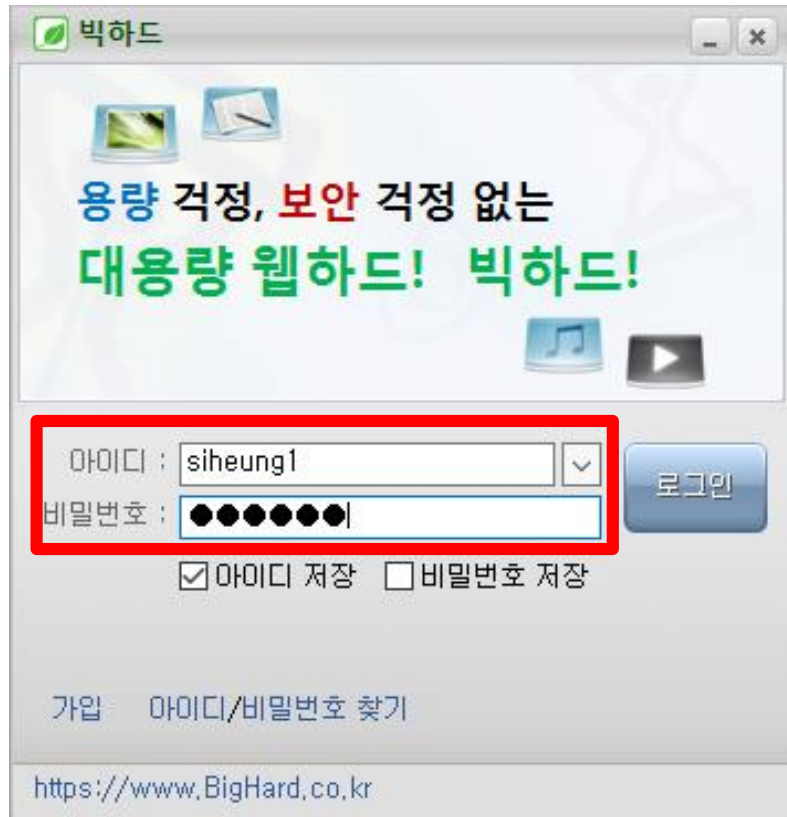 빅하드
용량 걱정, 보안 걱정 없는
대용량 웹하드! 빅하드!
아이디 : siheung1
비밀번호 : ●●●●●●
로그인
아이디 저장 비밀번호 저장
가입 아이디/비밀번호 찾기
https://www.BigHard.co.kr